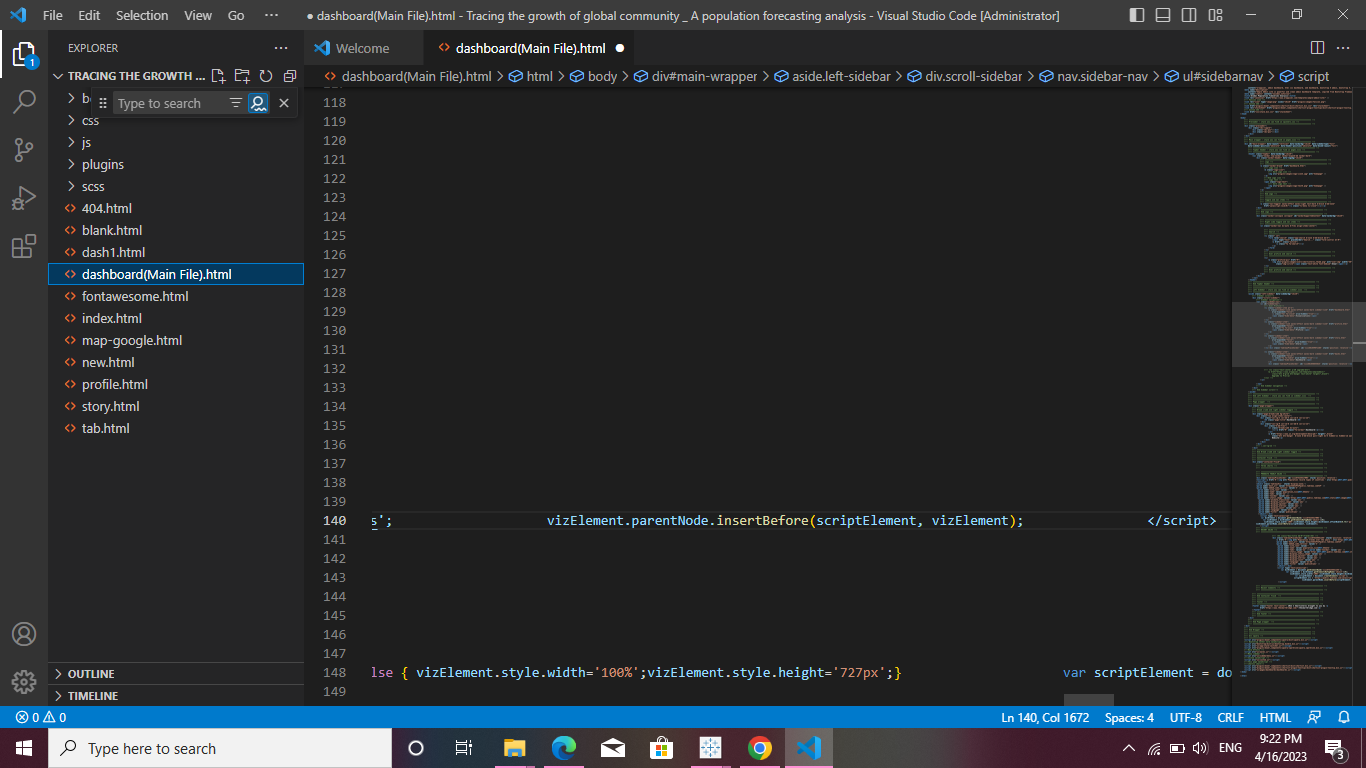 File Edit Selection View Go ··· ● dashboard(Main File).html - Tracing the growth of global community _ A population forecasting analysis - Visual Studio Code [Administrator]
EXPLORER
Welcome
dashboard(Main File).html
TRACING THE GROWTH ...
dashboard(Main File).html > html > body > div#main-wrapper > aside.left-sidebar > div.scroll-sidebar > nav.sidebar-nav > ul#sidebarnav > script
Type to search
css
js
plugins
scss
404.html
blank.html
dash1.html
dashboard(Main File).html
fontawesome.html
index.html
map-google.html
new.html
profile.html
story.html
tab.html
OUTLINE
TIMELINE
118
119
120
121
122
123
124
125
126
127
128
129
130
131
132
133
134
135
136
137
138
139
140 s'; vizElement.parentNode.insertBefore(scriptElement, vizElement); </script>
141
142
143
144
145
146
147
148 lse { vizElement.style.width='100%';vizElement.style.height='727px';} var scriptElement = do
149
1
0 0 Ln 140, Col 1672 Spaces: 4 UTF-8 CRLF HTML
Type here to search
ENG
9:22 PM
4/16/2023
3